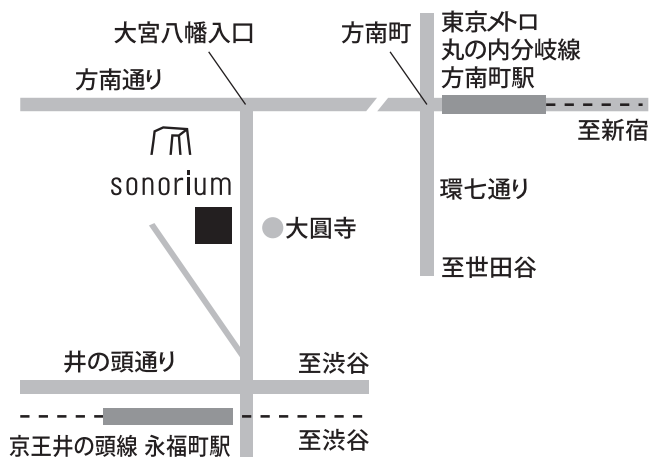 大宮八幡入口
方南町
東京メトロ
丸の内分岐線
方南町駅
方南通り
至新宿
sonorium
環七通り
大圓寺
至世田谷
井の頭通り
至渋谷
京王井の頭線 永福町駅
至渋谷